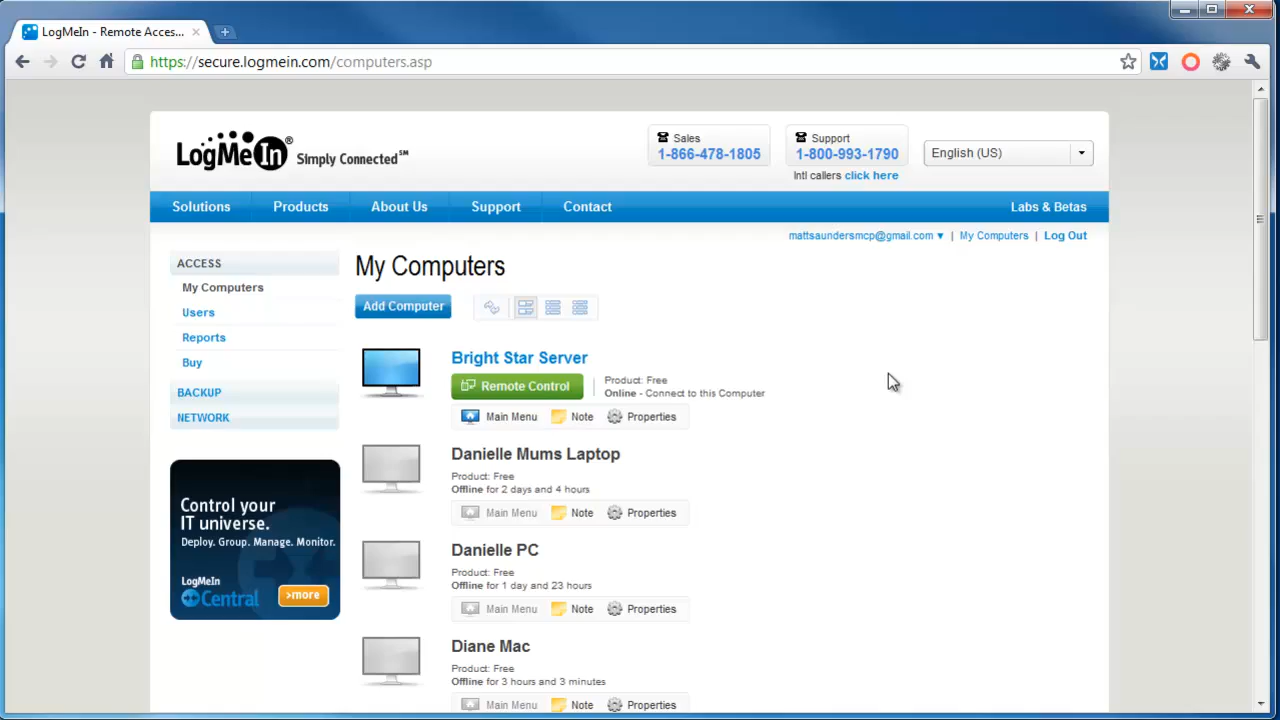 LogMeIn - Remote Acces...
https://secure.logmein.com/computers.asp
LogMeIn® Simply Connected℠
Sales
1-866-478-1805
Support
1-800-993-1790
Intl callers click here
English (US)
Solutions Products About Us Support Contact Labs & Betas
mattsaundersmcp@gmail.com ▼ | My Computers | Log Out
ACCESS
My Computers
Users
Reports
Buy
BACKUP
NETWORK
Control your
IT universe.
Deploy. Group. Manage. Monitor.
LogMeIn
Central
>more
My Computers
Add Computer
Bright Star Server
Remote Control
Product: Free
Online - Connect to this Computer
Main Menu Note Properties
Danielle Mums Laptop
Product: Free
Offline for 2 days and 4 hours
Main Menu Note Properties
Danielle PC
Product: Free
Offline for 1 day and 23 hours
Main Menu Note Properties
Diane Mac
Product: Free
Offline for 3 hours and 3 minutes
Main Menu Note Properties